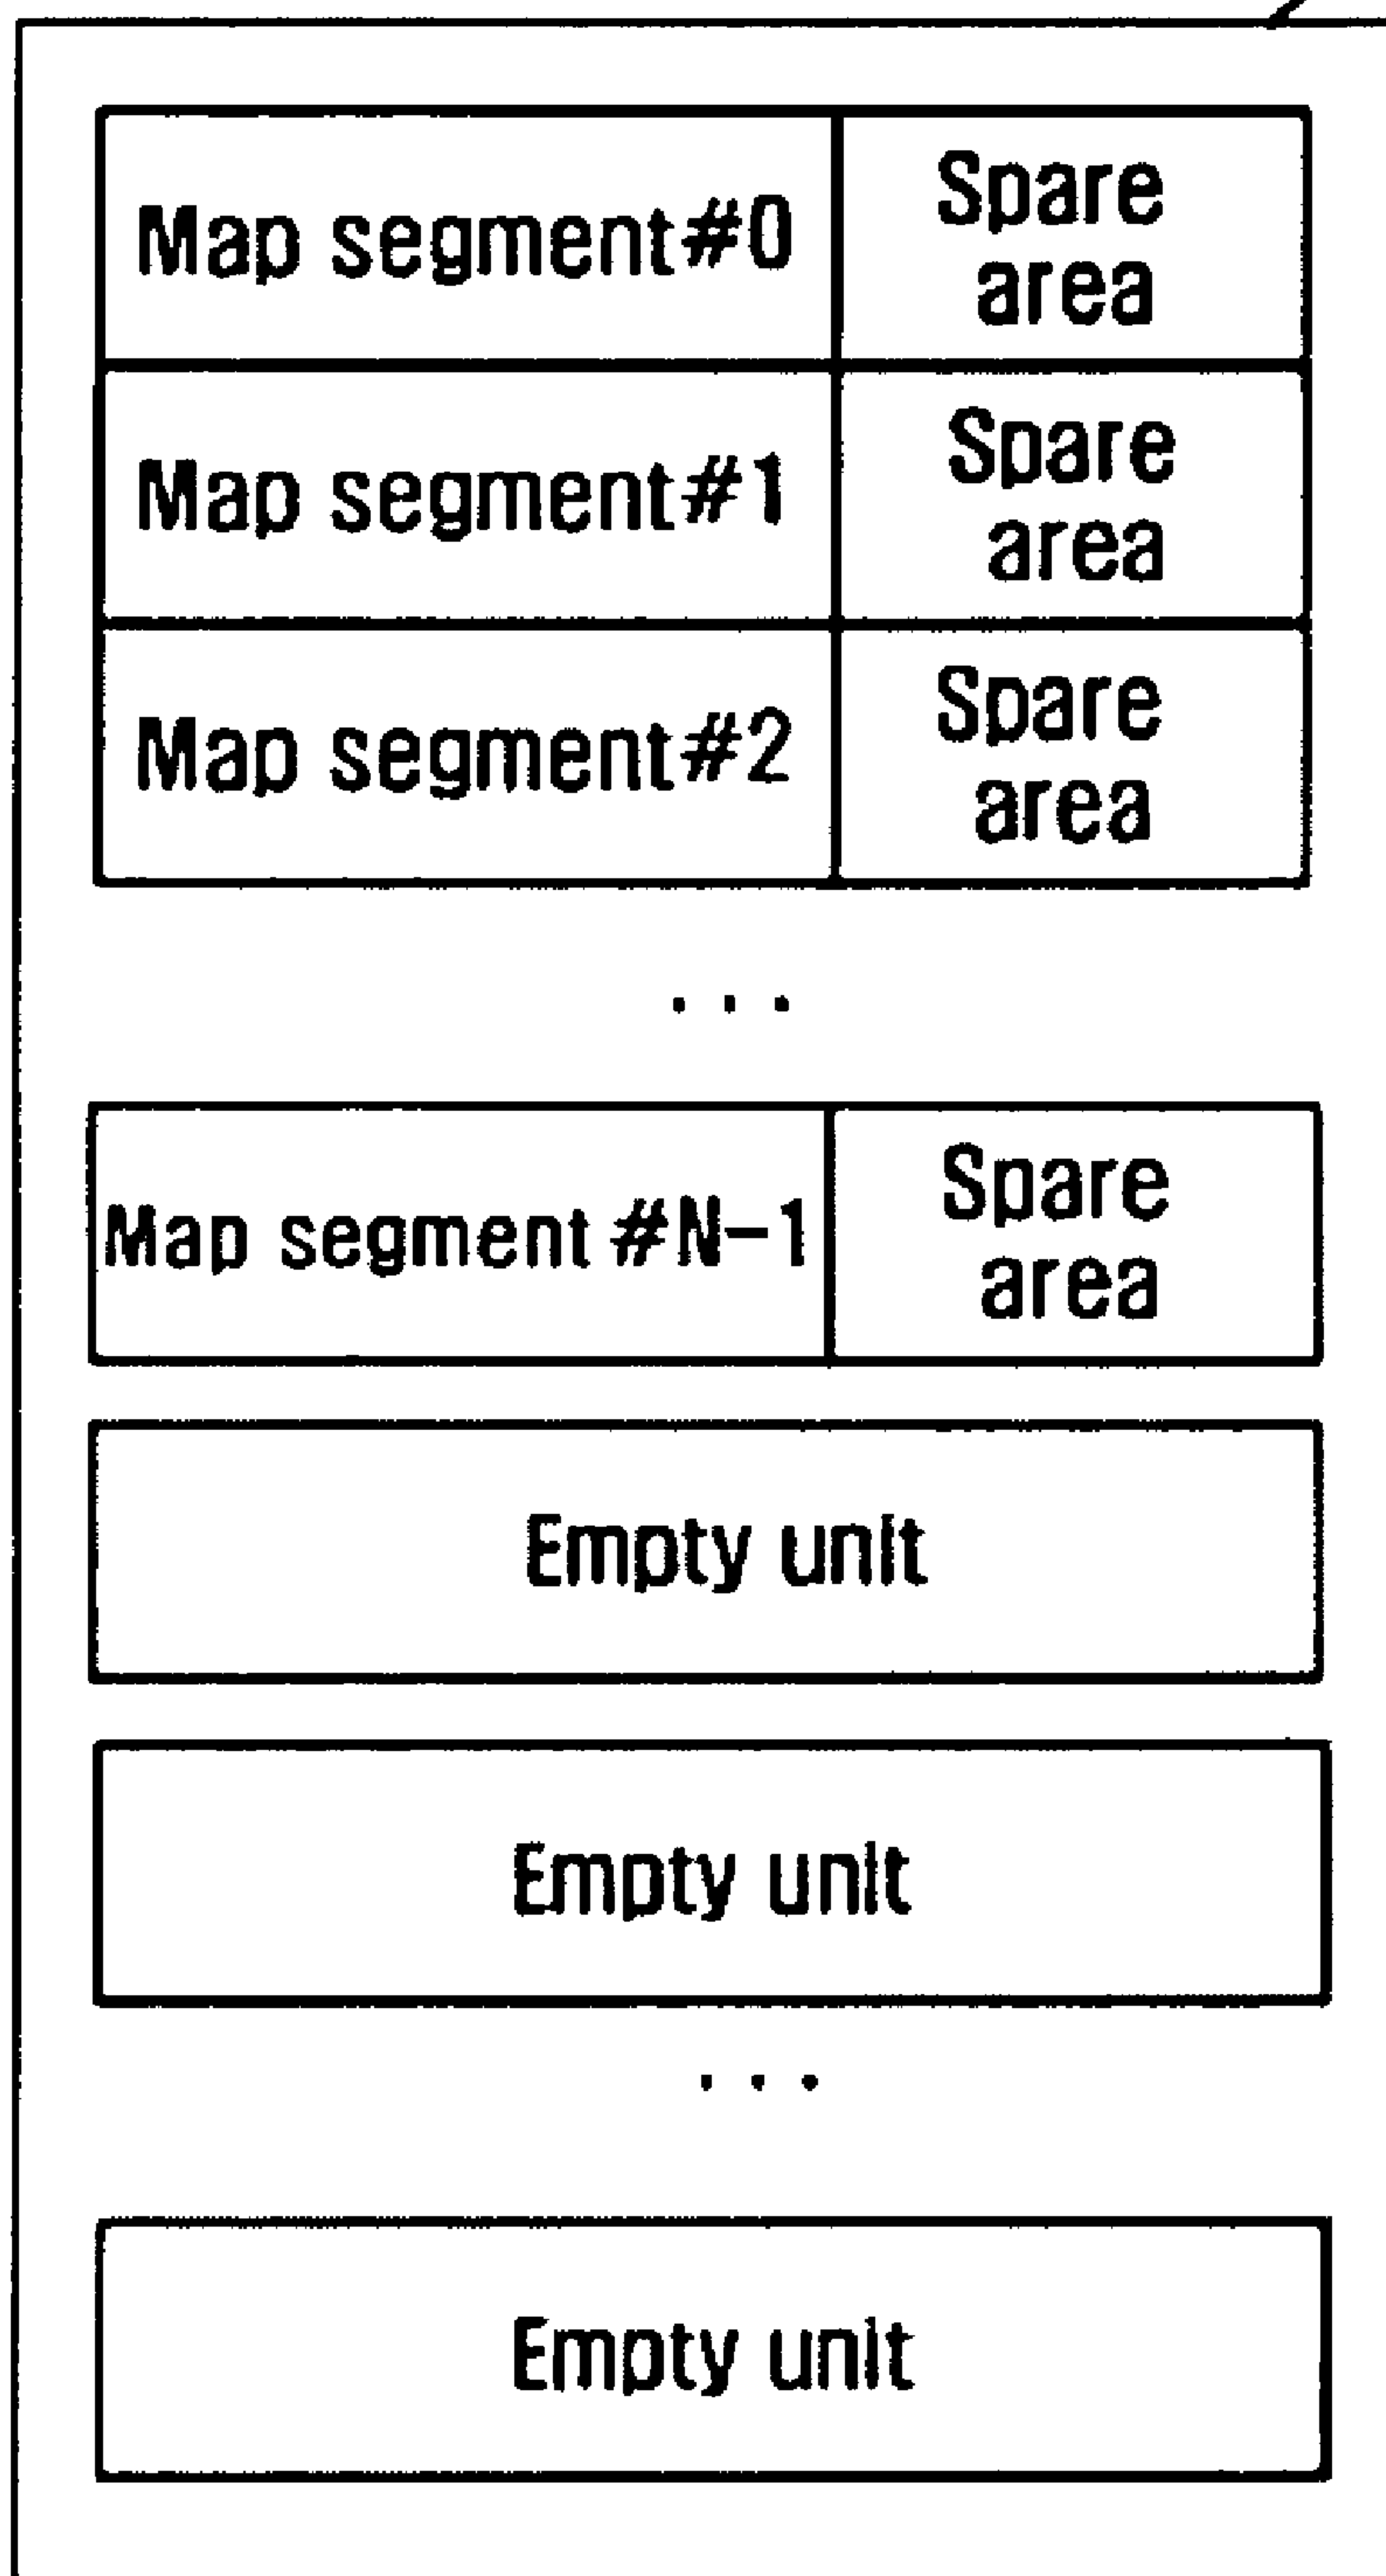 Map segment#0
Spare
area
Map segment#1
Spare
area
Map segment#2
Spare
area
...
Map segment #N-1
Spare
area
Empty unit
Empty unit
...
Empty unit